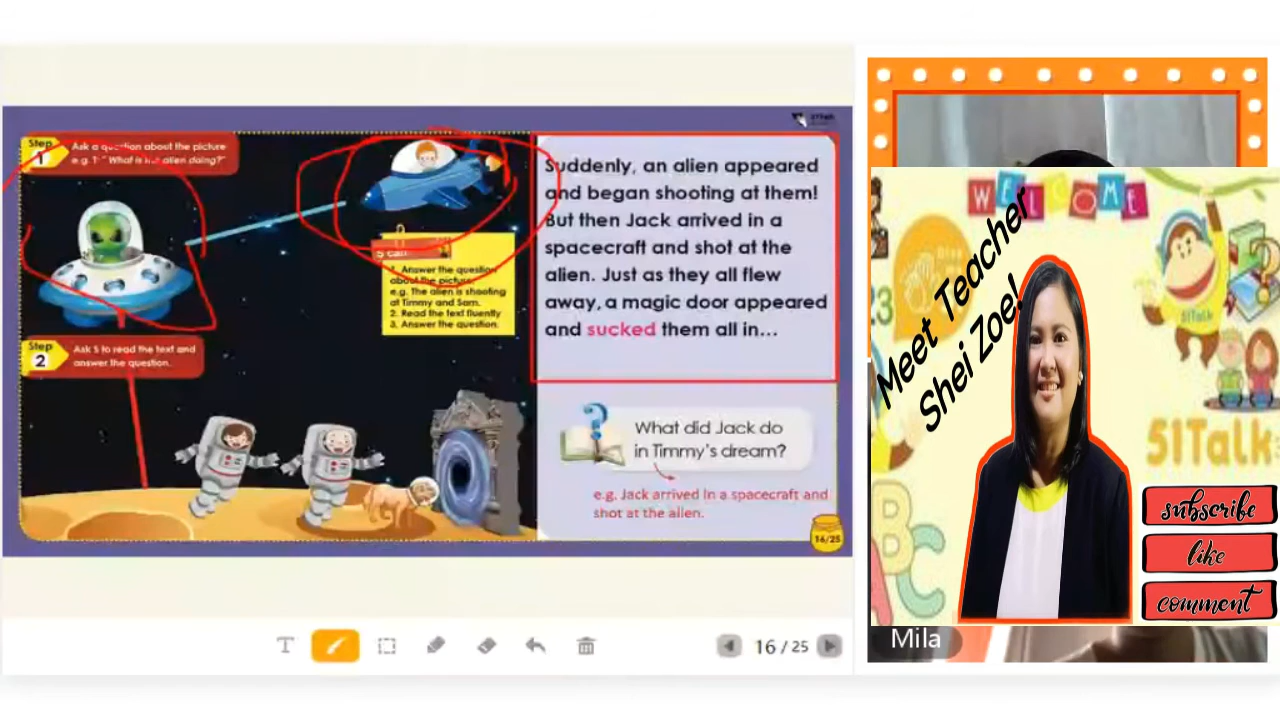 Step
1
Ask a question about the picture
e.g. 1: " What is the alien doing?"
1. Answer the question
about the picture.
e.g. The alien is shooting
at Timmy and Sam.
2. Read the text fluently
3. Answer the question.
Step
2
Ask S to read the text and
answer the question.
Suddenly, an alien appeared
and began shooting at them!
But then Jack arrived in a
spacecraft and shot at the
alien. Just as they all flew
away, a magic door appeared
and sucked them all in...
What did Jack do
in Timmy's dream?
e.g. Jack arrived in a spacecraft and
shot at the alien.
16/25
T
16 / 25
WELCOME
Meet Teacher
Shei Zoe!
51Talk
51Talk
subscribe
like
comment
Mila